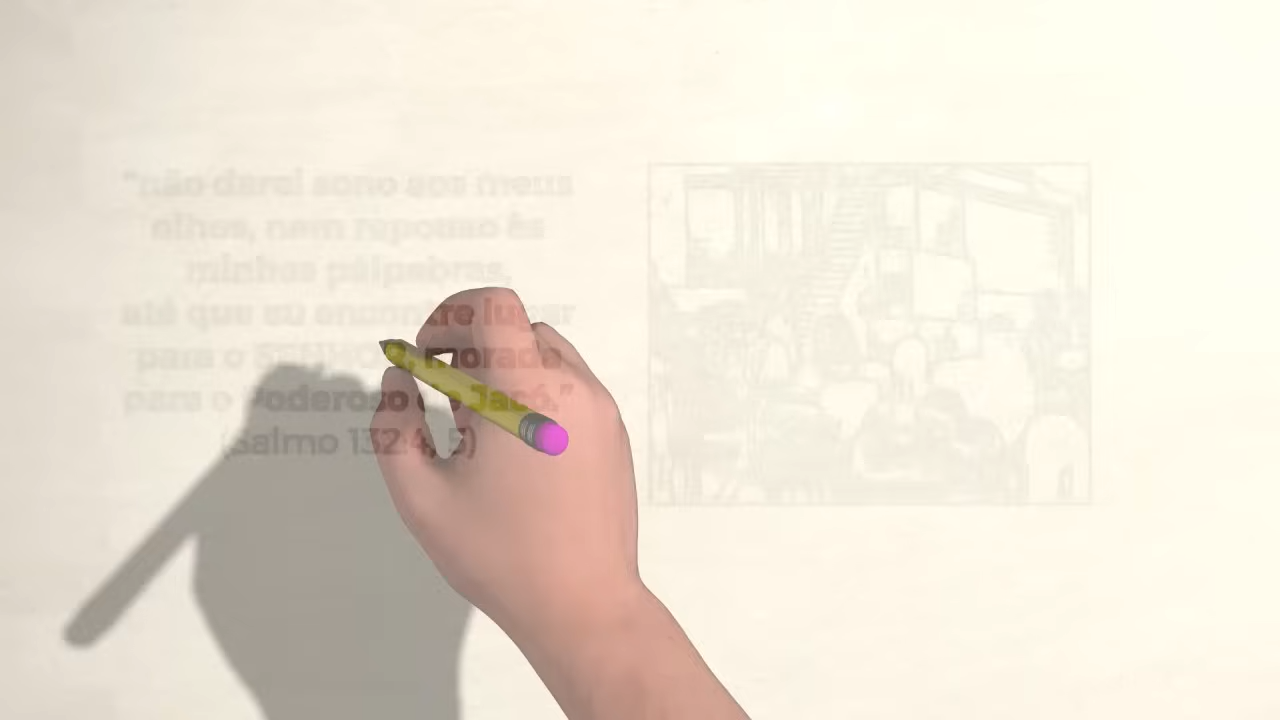 "não darei sono aos meus
olhos, nem repouso às
minhas pálpebras,
até que eu encontre lugar
para o SENHOR, morada
para o Poderoso de Jacó."
(Salmo 132:4, 5)